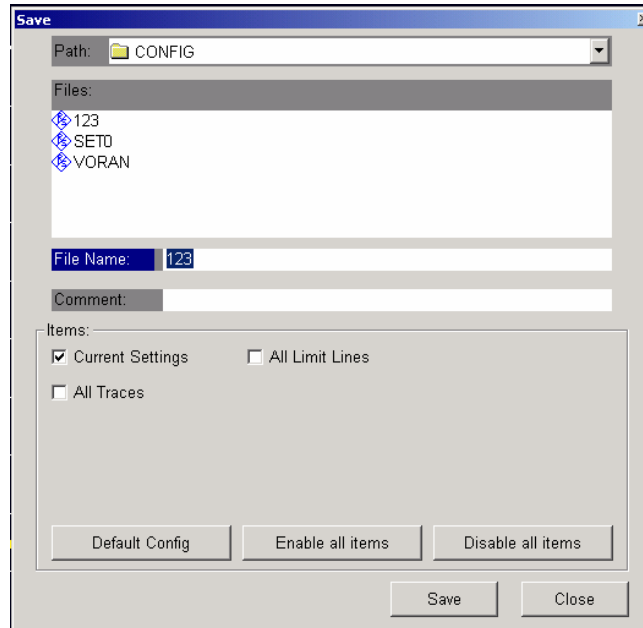 Save
Path: CONFIG
Files:
123
SET0
VORAN
File Name: 123
Comment:
Items:
Current Settings All Limit Lines
All Traces
Default Config Enable all items Disable all items
Save Close